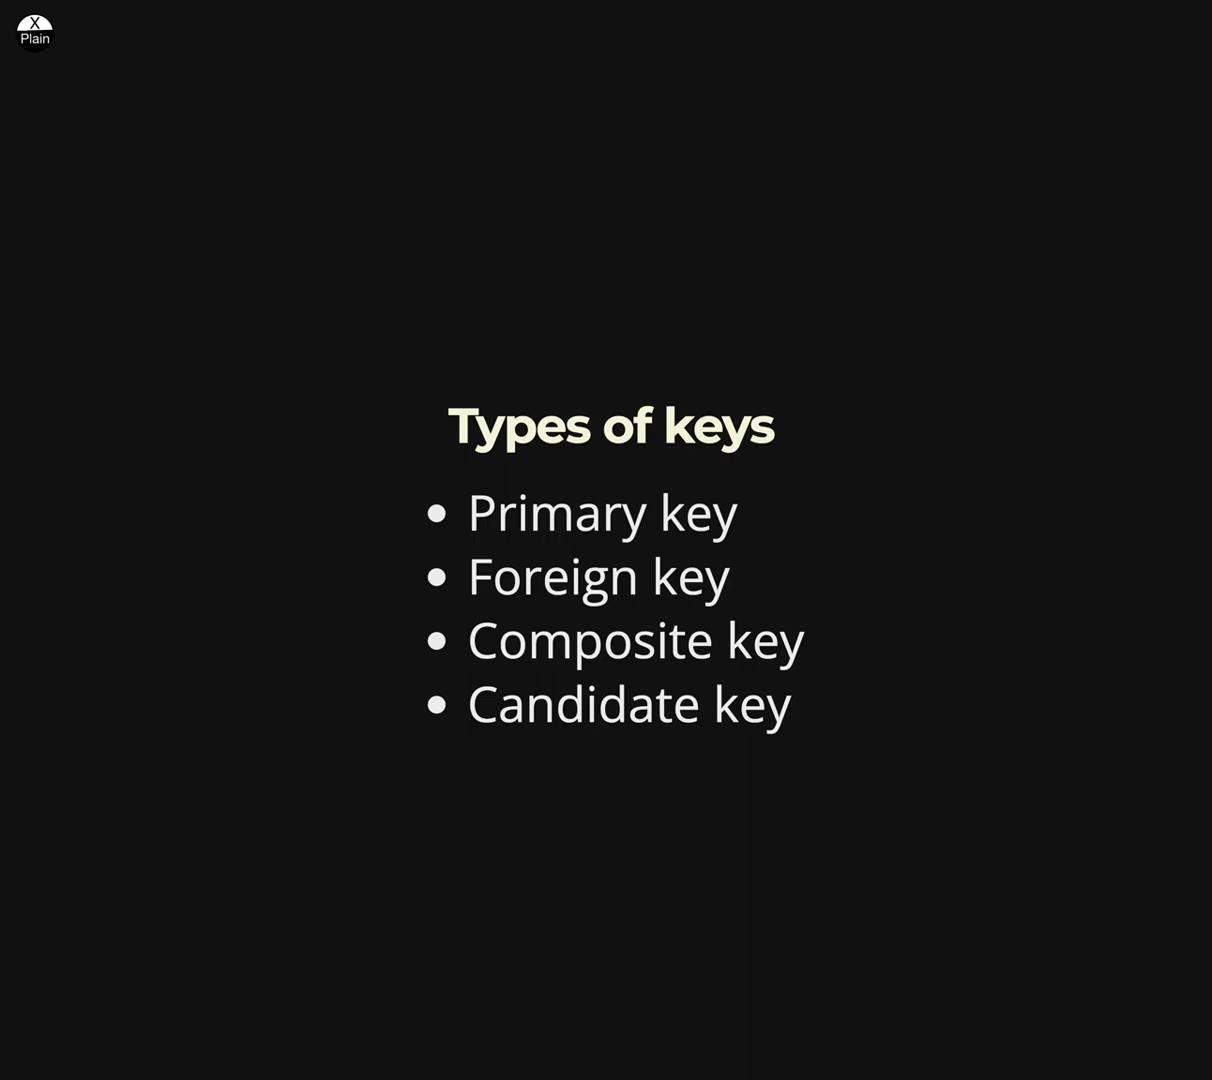 X
Plain
Types of keys
• Primary key
• Foreign key
• Composite key
• Candidate key